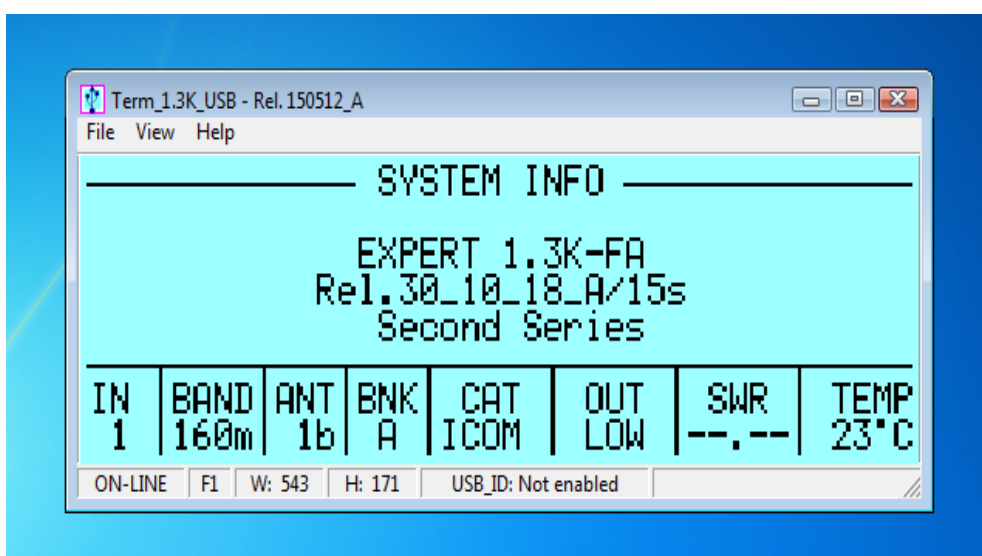 Term_1.3K_USB - Rel. 150512_A
File View Help
SYSTEM INFO
EXPERT 1.3K-FA
Rel.30_10_18_A/15s
Second Series
IN BAND ANT BNK CAT OUT SWR TEMP
1 160m 1b A ICOM LOW --.-- 23°C
ON-LINE F1 W: 543 H: 171 USB_ID: Not enabled